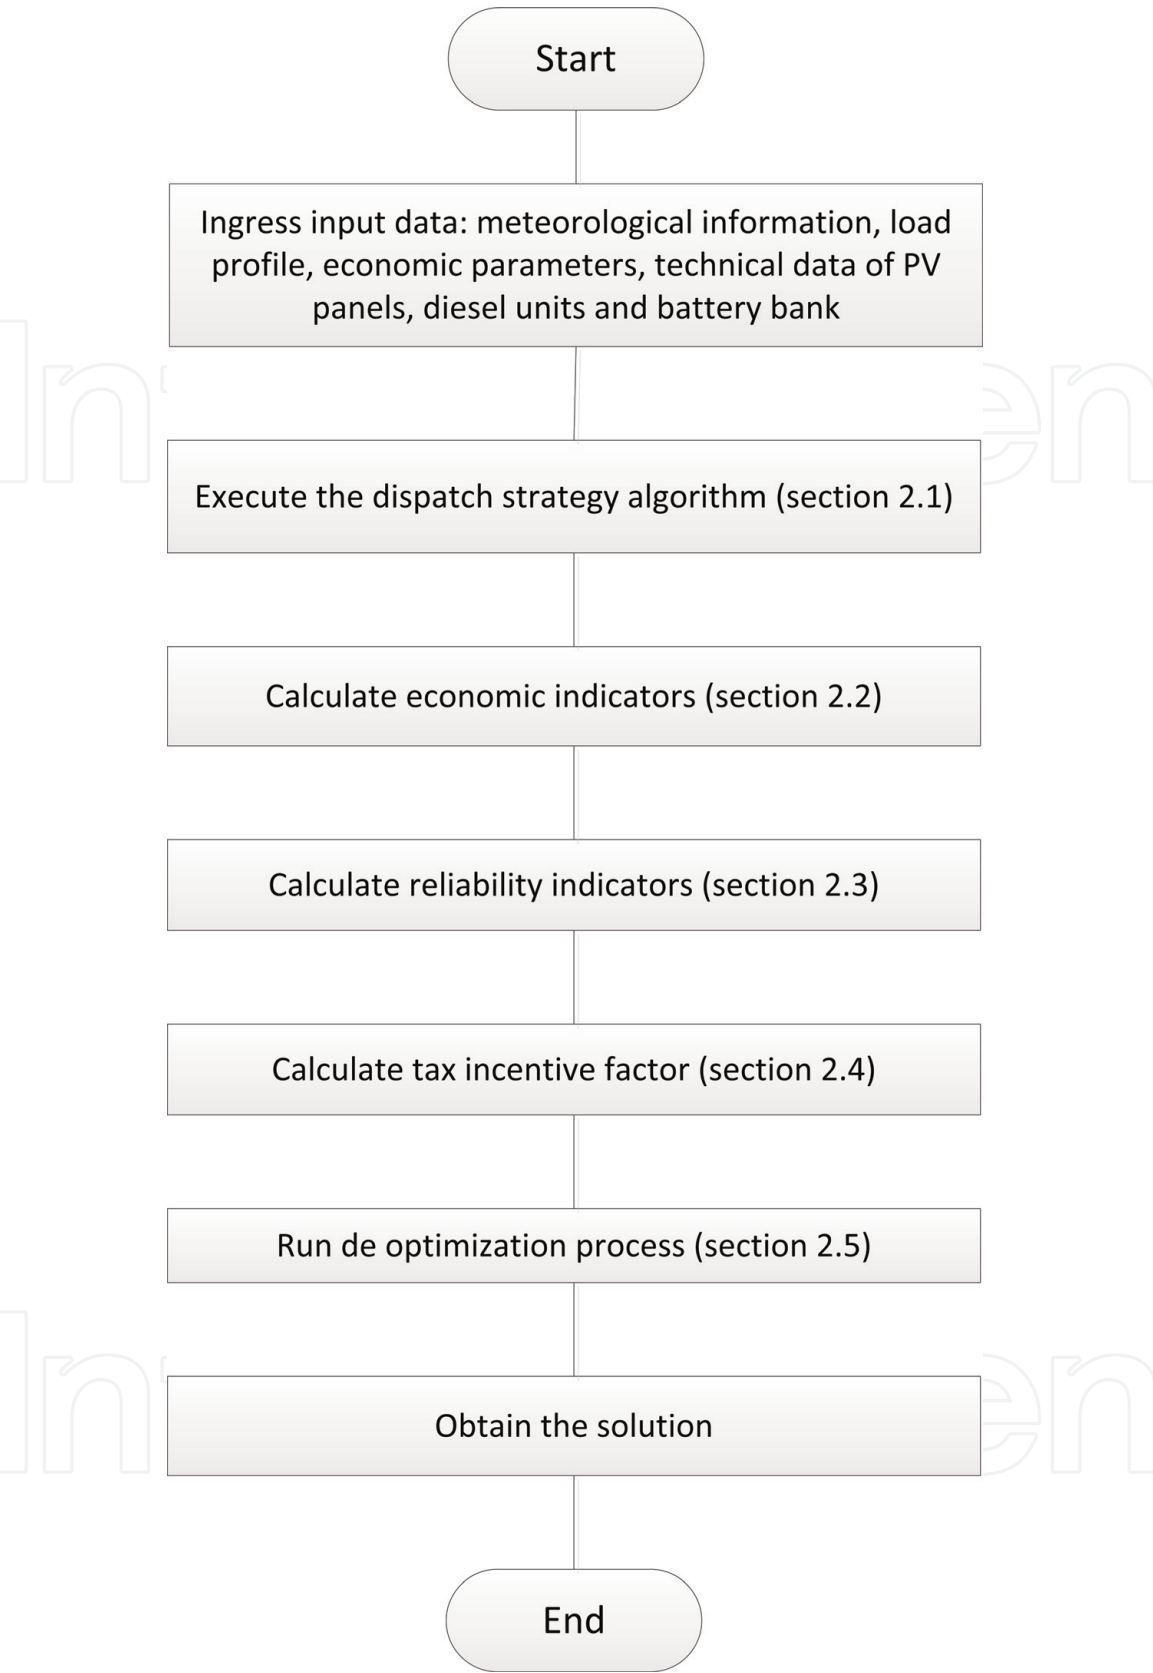 Start
Ingress input data: meteorological information, load
profile, economic parameters, technical data of PV
panels, diesel units and battery bank
Execute the dispatch strategy algorithm (section 2.1)
Calculate economic indicators (section 2.2)
Calculate reliability indicators (section 2.3)
Calculate tax incentive factor (section 2.4)
Run de optimization process (section 2.5)
Obtain the solution
End